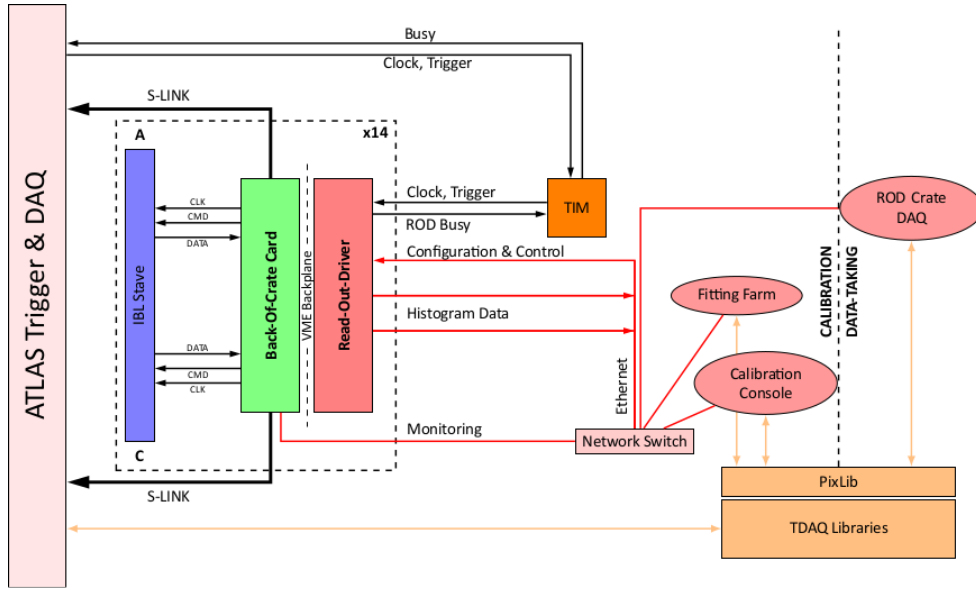 ATLAS Trigger & DAQ
Busy
Clock, Trigger
S-LINK
x14
A
IBL Stave
C
CLK
CMD
DATA
DATA
CMD
CLK
Back-Of-Crate Card
VME Backplane
Read-Out-Driver
Clock, Trigger
ROD Busy
TIM
Configuration & Control
Histogram Data
Monitoring
Ethernet
Network Switch
S-LINK
ROD Crate
DAQ
Fitting Farm
Calibration
Console
CALIBRATION
DATA-TAKING
PixLib
TDAQ Libraries